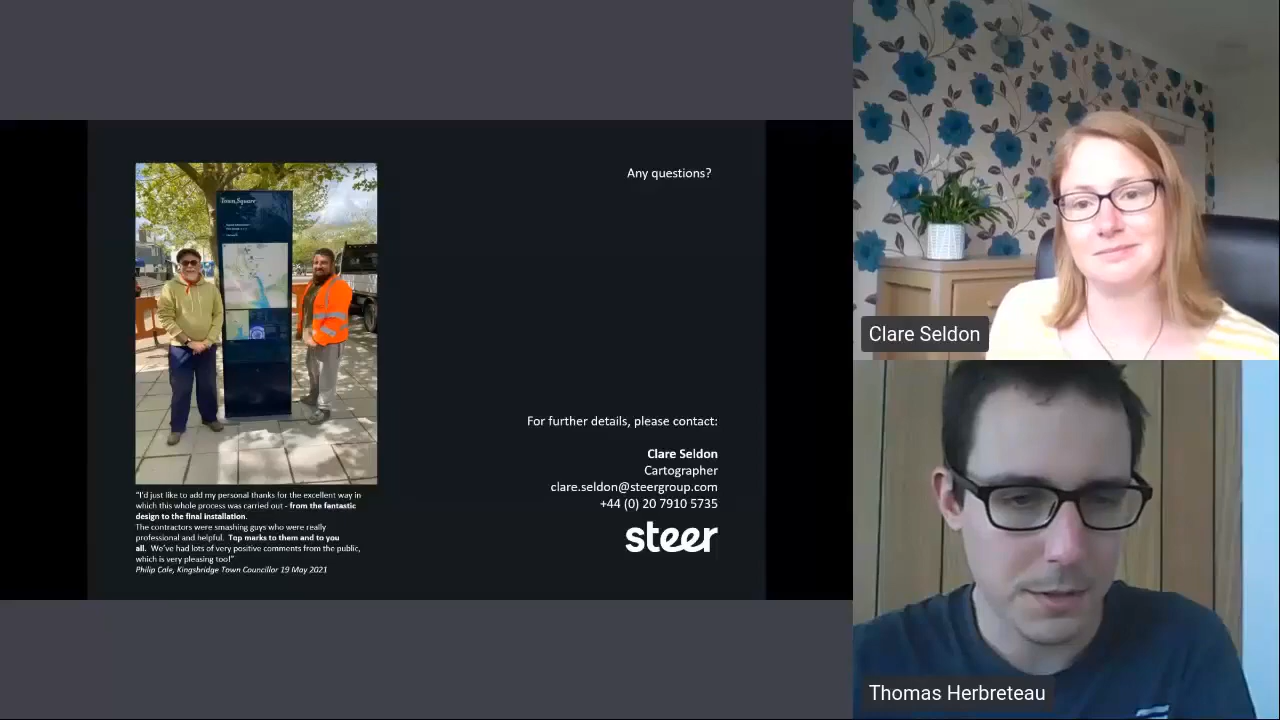 Any questions?
Town Square
For further details, please contact:
Clare Seldon
Cartographer
clare.seldon@steergroup.com
+44 (0) 20 7910 5735
steer
"I'd just like to add my personal thanks for the excellent way in
which this whole process was carried out - from the fantastic
design to the final installation.
The contractors were smashing guys who were really
professional and helpful. Top marks to them and to you
all. We've had lots of very positive comments from the public,
which is very pleasing too!"
Philip Cole, Kingsbridge Town Councillor 19 May 2021
Clare Seldon
Thomas Herbreteau